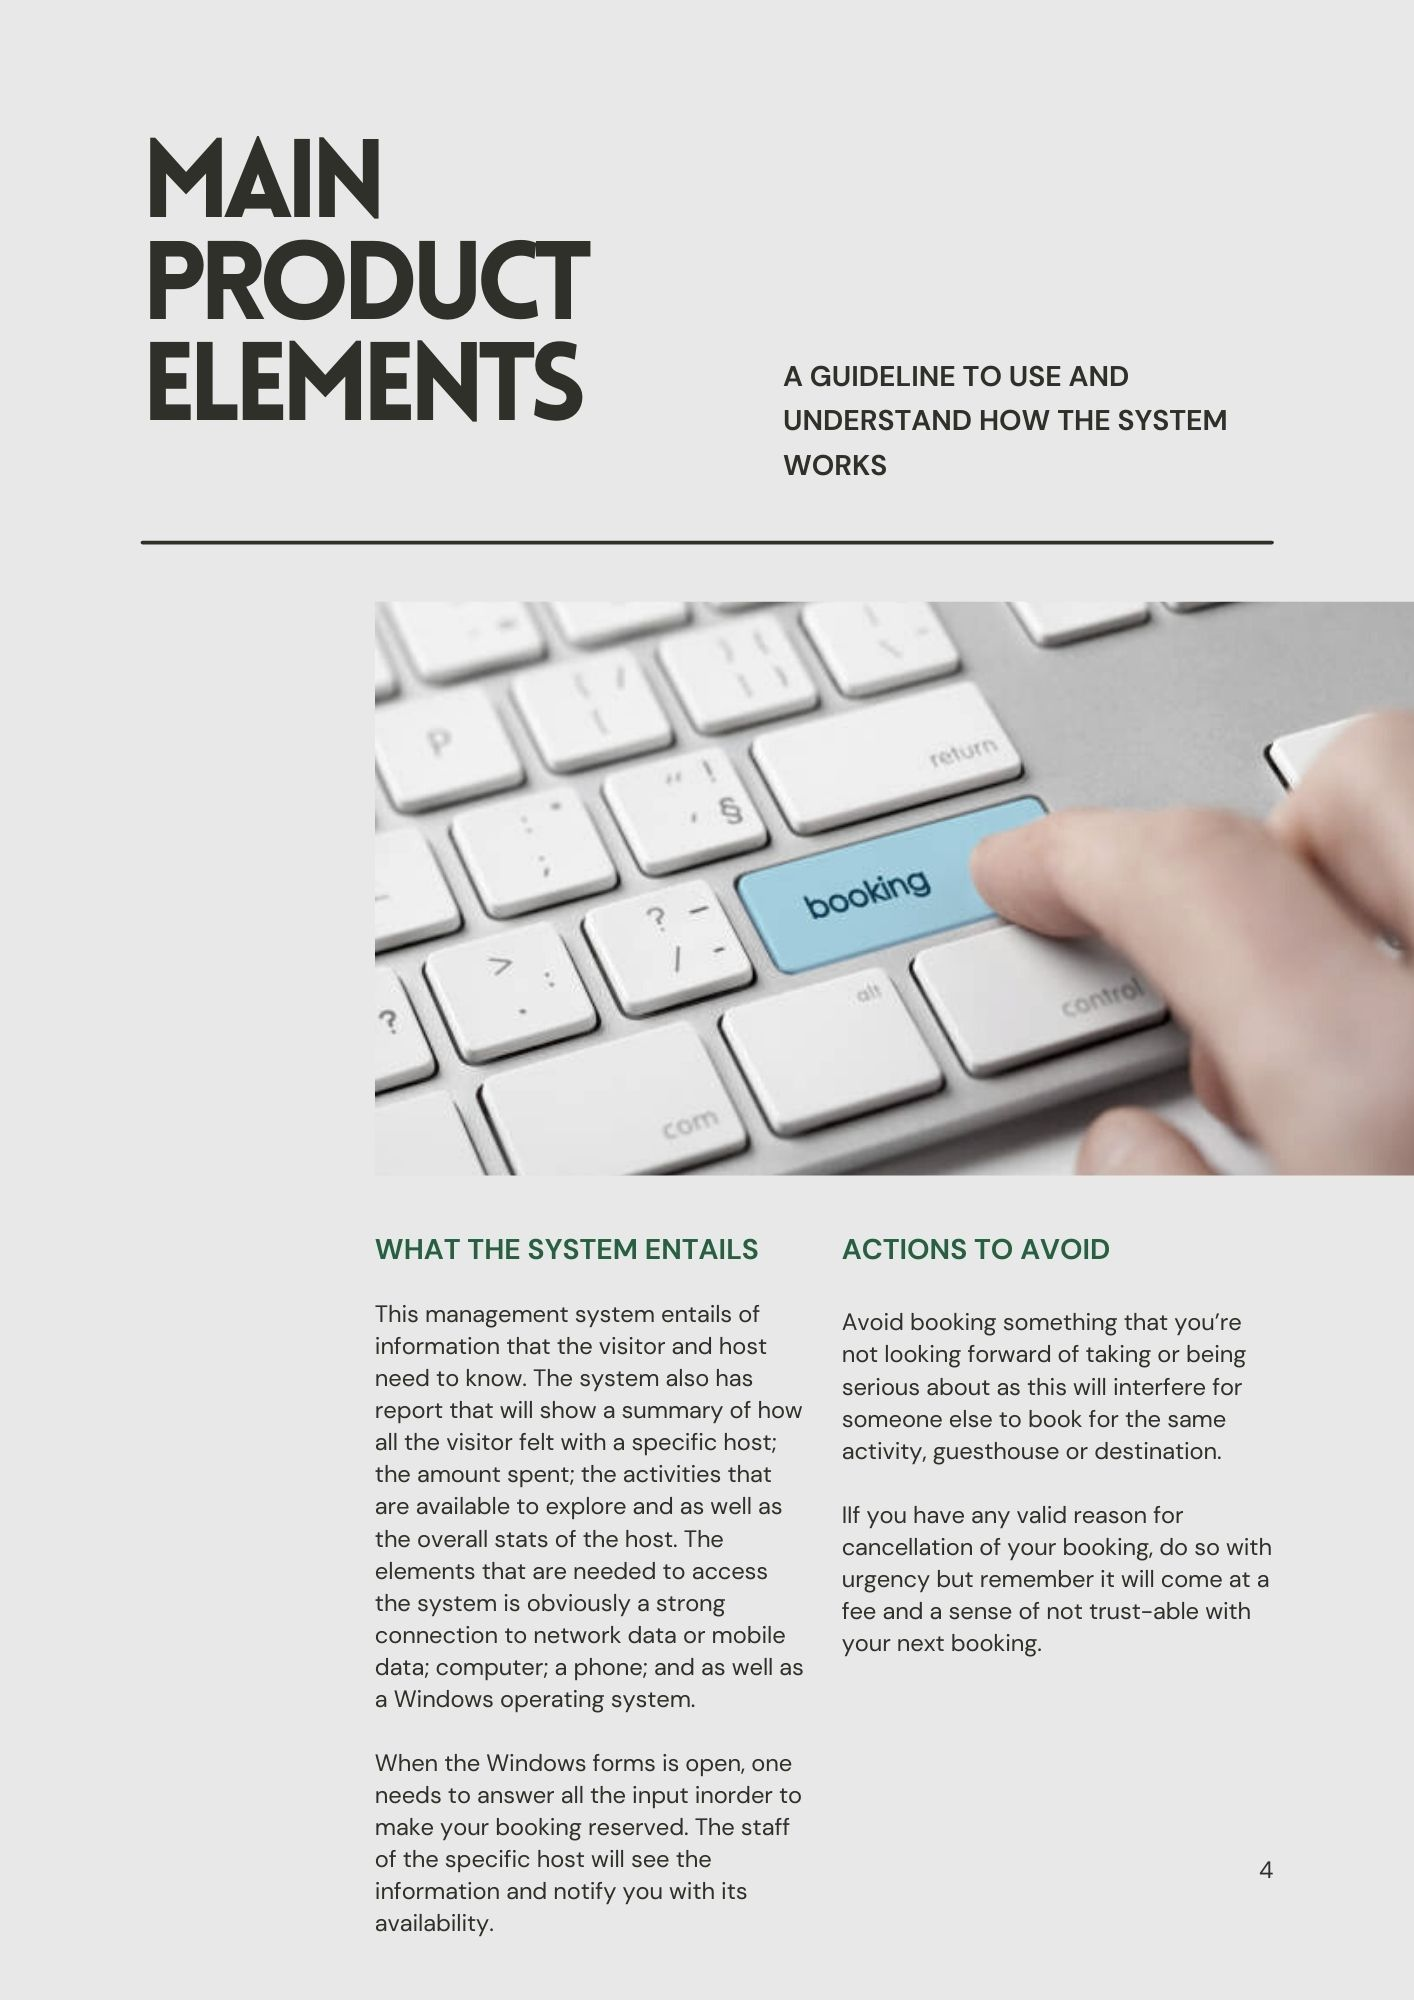 MAIN
PRODUCT
ELEMENTS
A GUIDELINE TO USE AND
UNDERSTAND HOW THE SYSTEM
WORKS
P
return
booking
alt
control
com
WHAT THE SYSTEM ENTAILS
This management system entails of
information that the visitor and host
need to know. The system also has
report that will show a summary of how
all the visitor felt with a specific host;
the amount spent; the activities that
are available to explore and as well as
the overall stats of the host. The
elements that are needed to access
the system is obviously a strong
connection to network data or mobile
data; computer; a phone; and as well as
a Windows operating system.
When the Windows forms is open, one
needs to answer all the input inorder to
make your booking reserved. The staff
of the specific host will see the
information and notify you with its
availability.
ACTIONS TO AVOID
Avoid booking something that you’re
not looking forward of taking or being
serious about as this will interfere for
someone else to book for the same
activity, guesthouse or destination.
IIf you have any valid reason for
cancellation of your booking, do so with
urgency but remember it will come at a
fee and a sense of not trust-able with
your next booking.
4